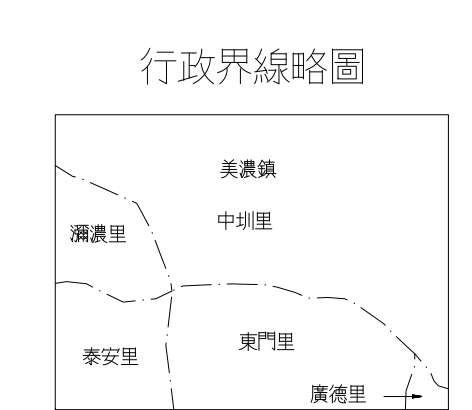 行政界線略圖
美濃鎮
中圳里
瀰濃里
東門里
泰安里
廣德里